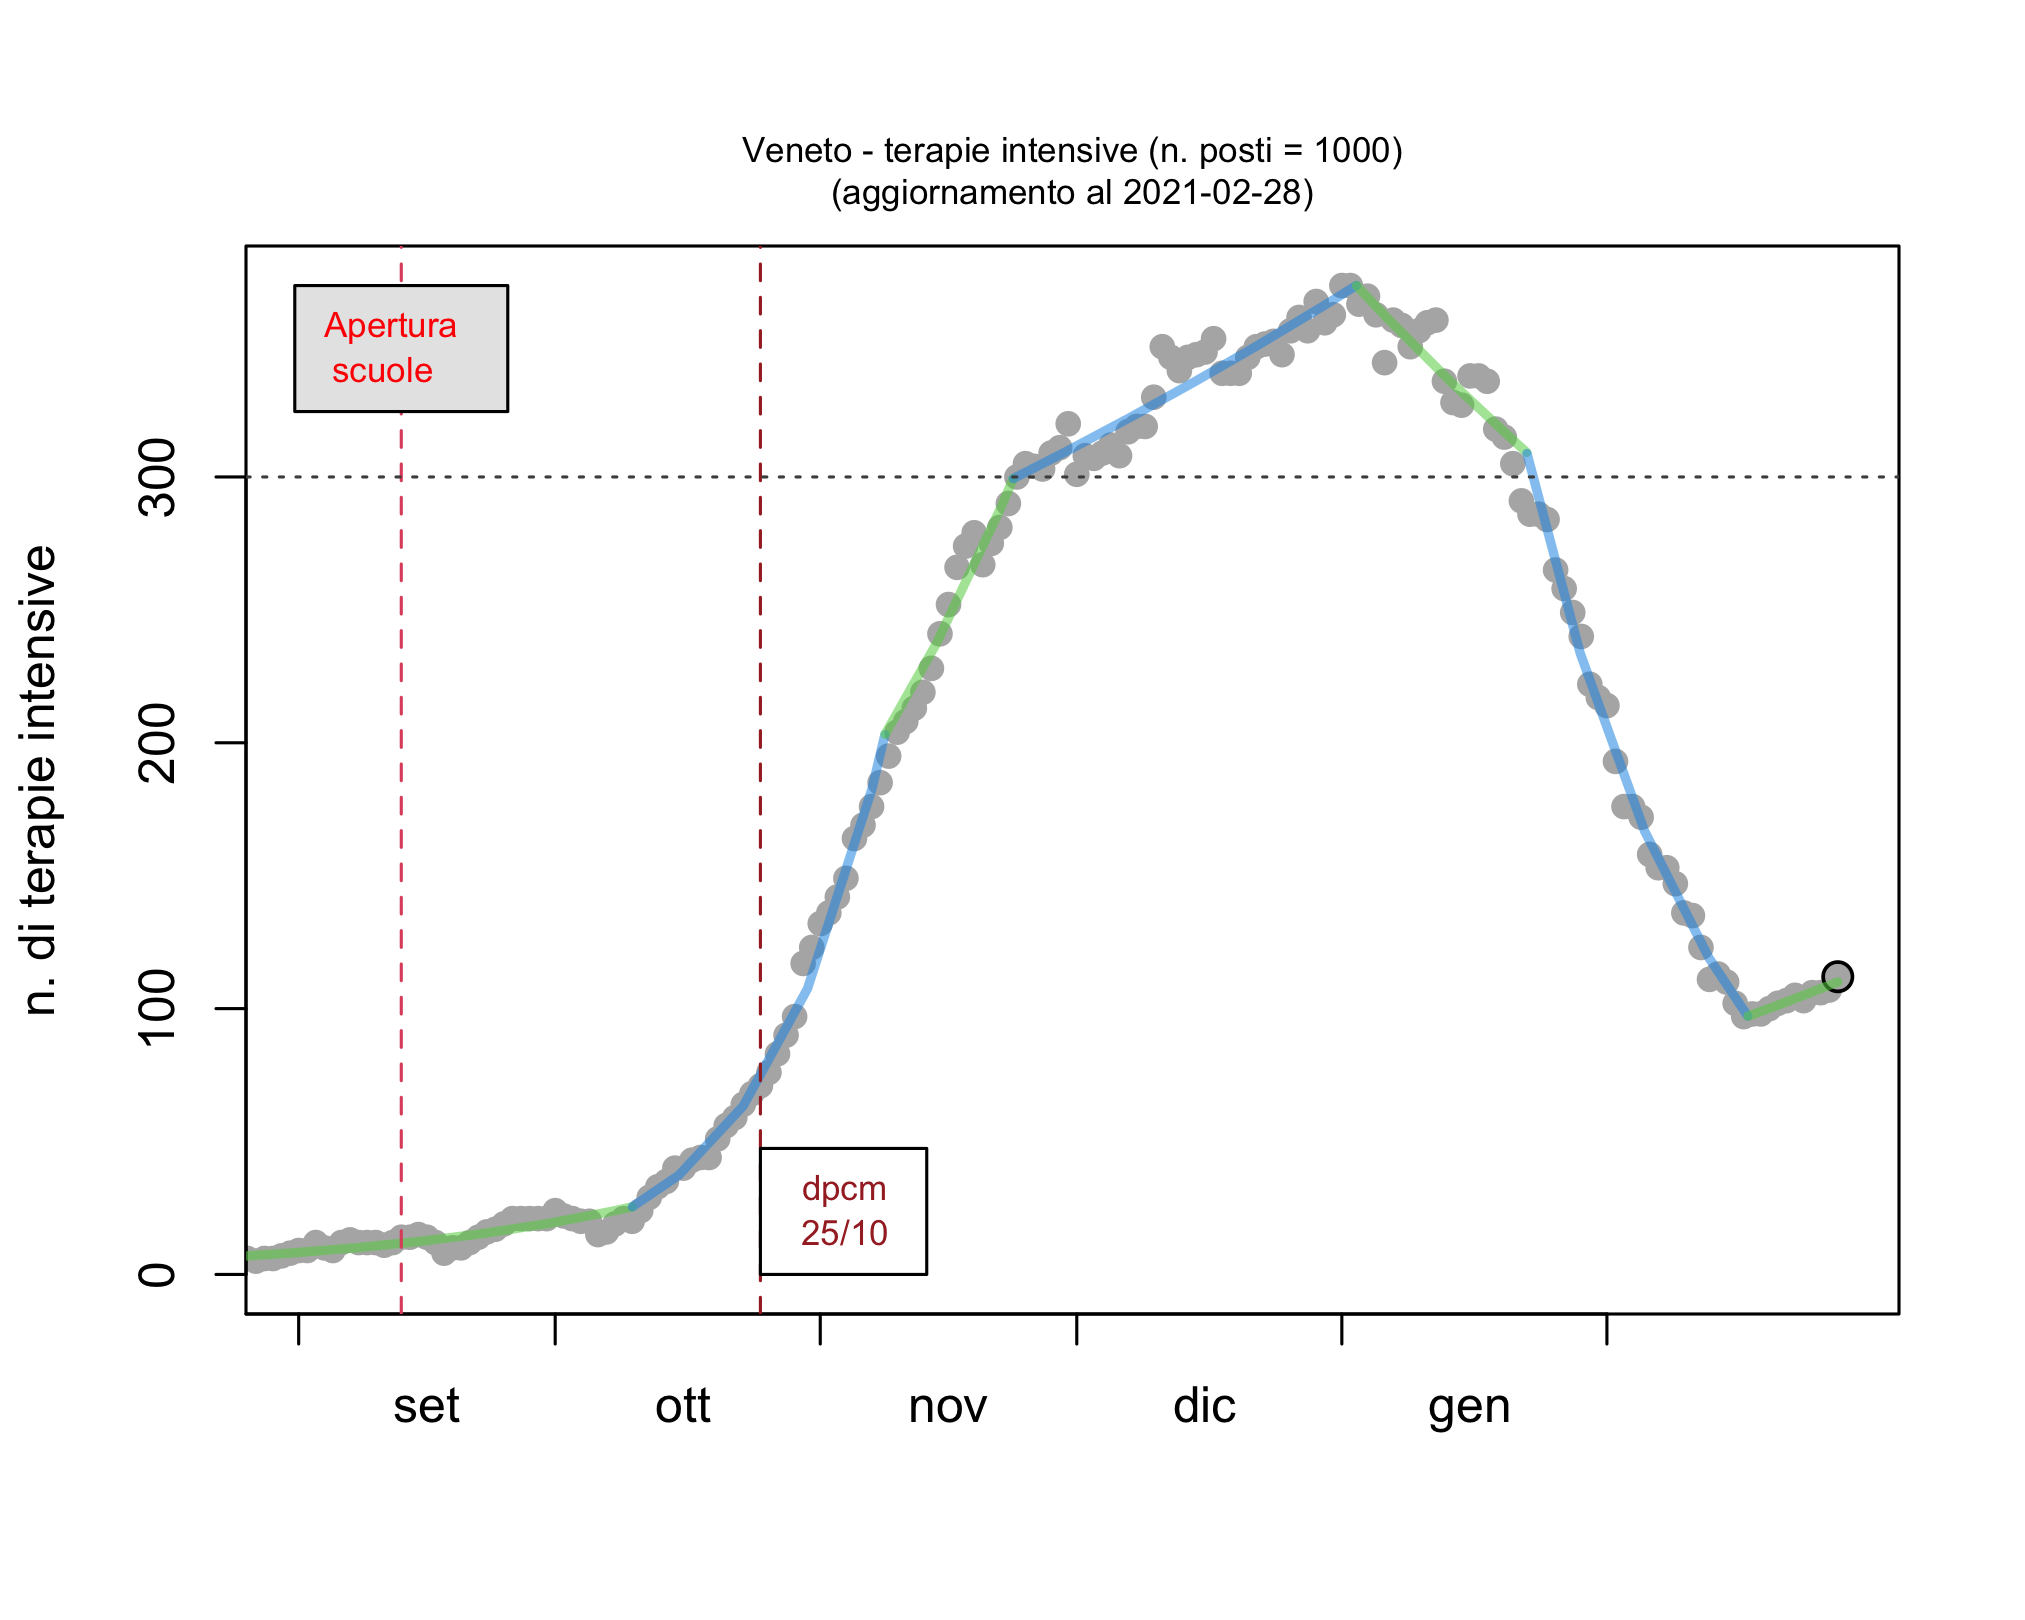 Veneto - terapie intensive (n. posti = 1000)
(aggiornamento al 2021-02-28)
Apertura
scuole
n. di terapie intensive
300
200
100
0
dpcm
25/10
set ott nov dic gen